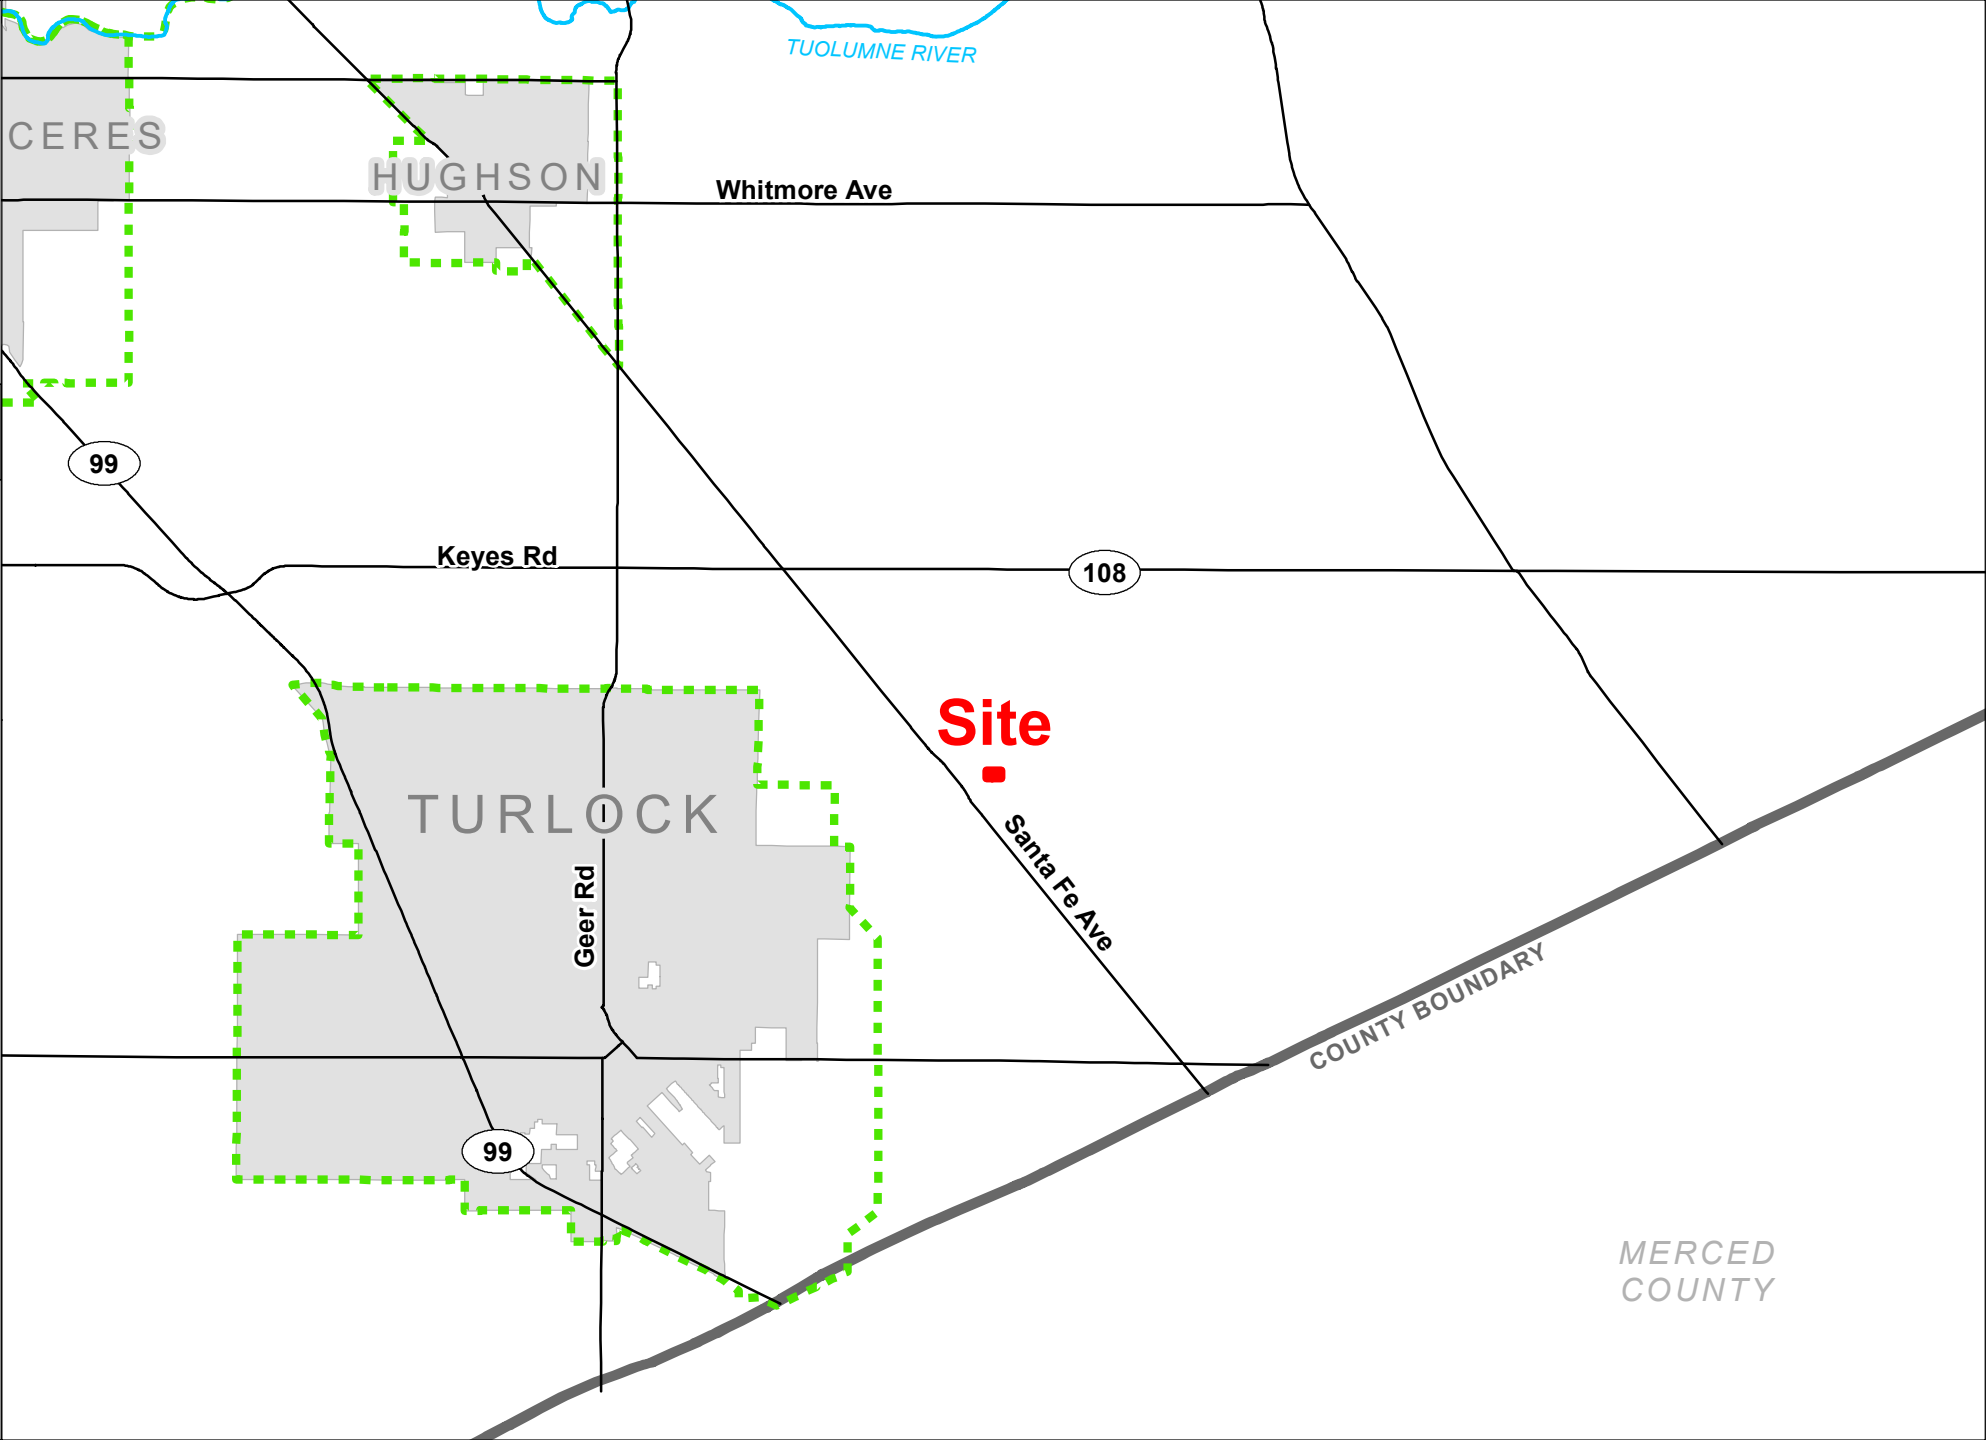 TUOLUMNE RIVER
CERES
HUGHSON
Whitmore Ave
99
Keyes Rd
108
Site
TURLOCK
Santa Fe Ave
Geer Rd
COUNTY BOUNDARY
99
MERCED
COUNTY